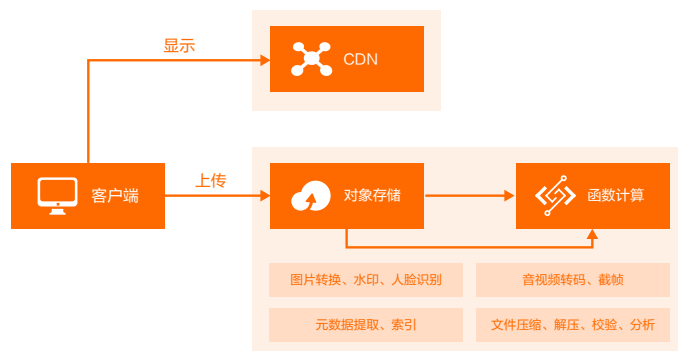 显示
CDN
客户端
上传
对象存储
函数计算
图片转换、水印、人脸识别
音视频转码、截帧
元数据提取、索引
文件压缩、解压、校验、分析